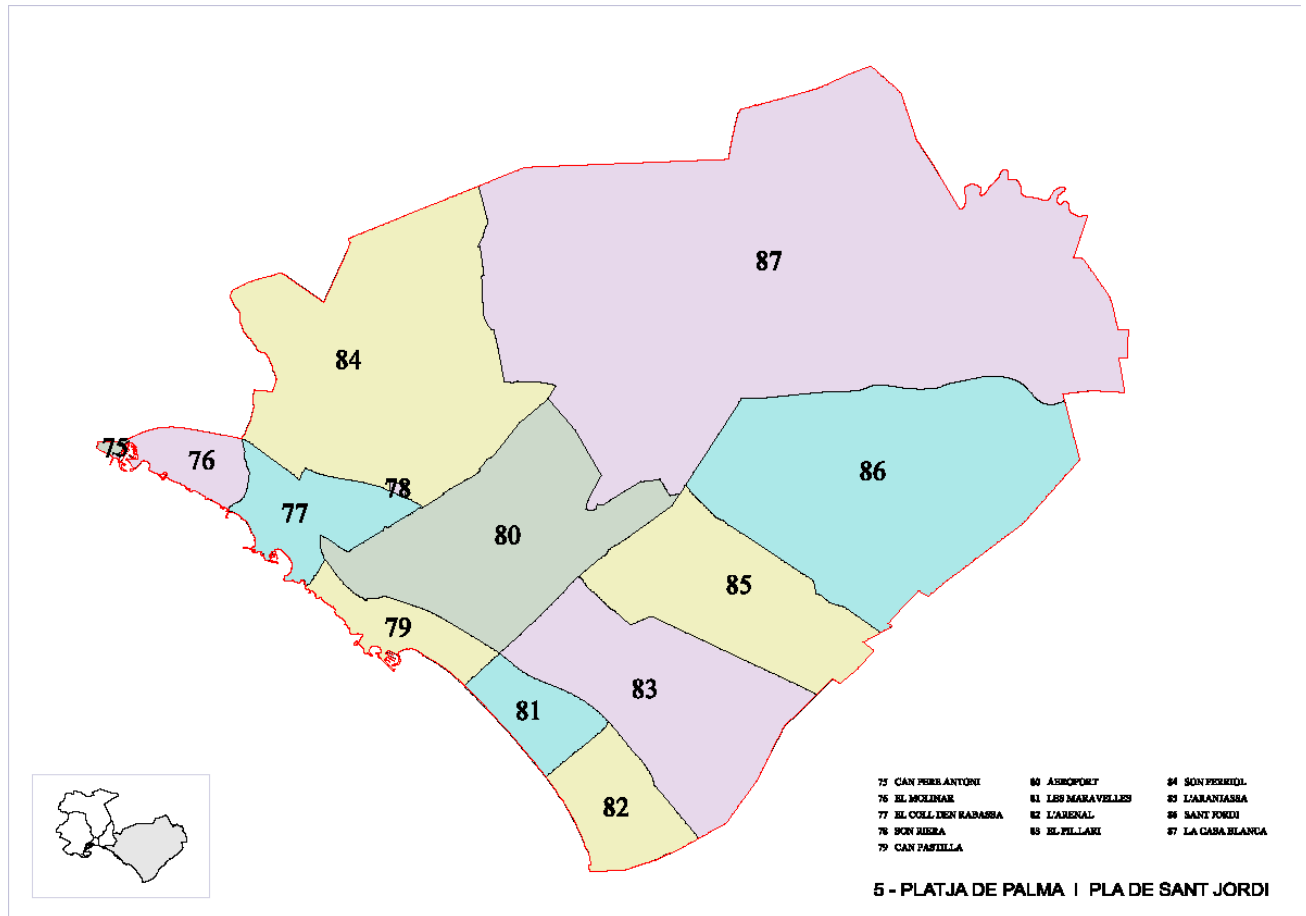 87
84
75
76
86
78
77
80
85
79
83
81
82
75 CAN PERE ANTONI
76 EL MOLINAR
77 EL COLL DEN RABASSA
78 SON RIERA
79 CAN PASTILLA
80 AEROPORT
81 LES MARAVELLES
82 L'ARENAL
83 EL PILLARI
84 SON FERRIOL
85 L'ARANJASSA
86 SANT JORDI
87 LA CASA BLANCA
5 - PLATJA DE PALMA I PLA DE SANT JORDI